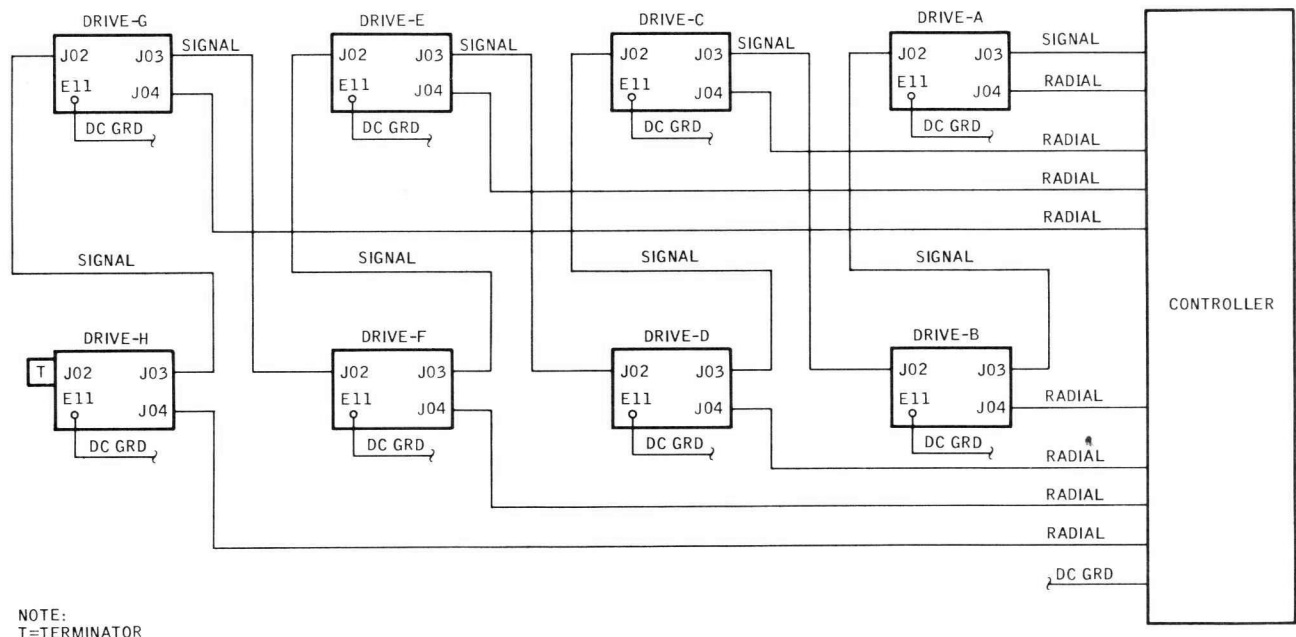 DRIVE-G DRIVE-E DRIVE-C DRIVE-A
J02 J03 SIGNAL J02 J03 SIGNAL J02 J03 SIGNAL J02 J03 SIGNAL
E11 J04 E11 J04 E11 J04 E11 J04 RADIAL
DC GRD DC GRD DC GRD DC GRD
RADIAL
RADIAL
RADIAL
SIGNAL SIGNAL SIGNAL SIGNAL
CONTROLLER
DRIVE-H DRIVE-F DRIVE-D DRIVE-B
T J02 J03 J02 J03 J02 J03 J02 J03
E11 J04 E11 J04 E11 J04 E11 J04 RADIAL
DC GRD DC GRD DC GRD DC GRD
RADIAL
RADIAL
RADIAL
DC GRD
NOTE:
T=TERMINATOR